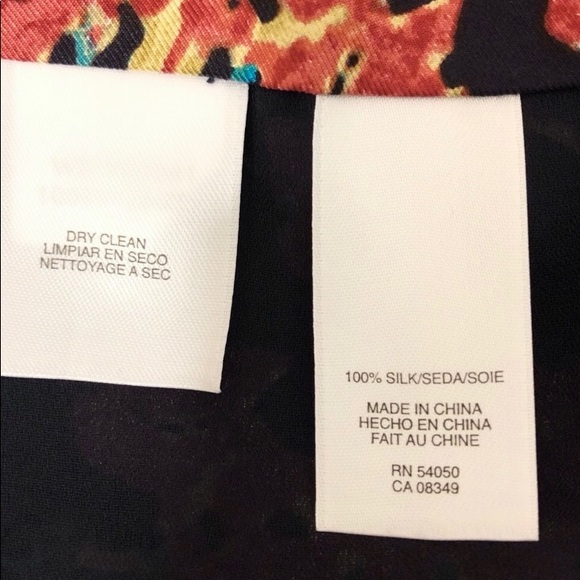 DRY CLEAN
LIMPIAR EN SECO
NETTOYAGE A SEC
100% SILK/SEDA/SOIE
MADE IN CHINA
HECHO EN CHINA
FAIT AU CHINE
RN 54050
CA 08349